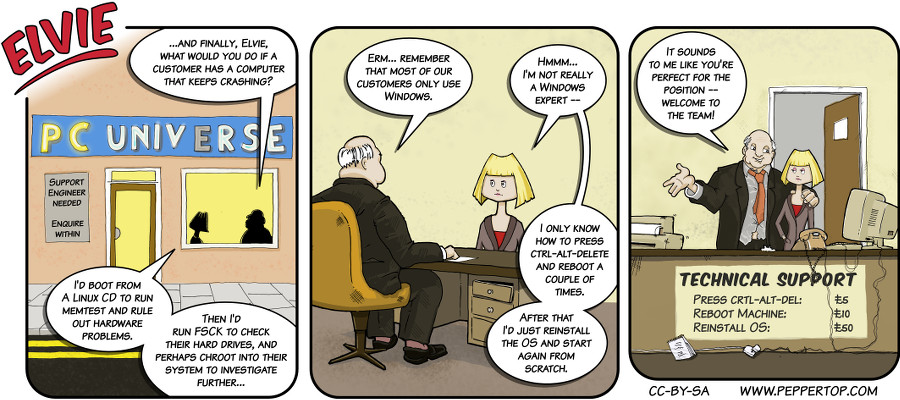 ELVIE
...AND FINALLY, ELVIE,
WHAT WOULD YOU DO IF A
CUSTOMER HAS A COMPUTER
THAT KEEPS CRASHING?
PC UNIVERSE
SUPPORT
ENGINEER
NEEDED
ENQUIRE
WITHIN
I'D BOOT FROM
A LINUX CD TO RUN
MEMTEST AND RULE
OUT HARDWARE
PROBLEMS.
THEN I'D
RUN FSCK TO CHECK
THEIR HARD DRIVES, AND
PERHAPS CHROOT INTO THEIR
SYSTEM TO INVESTIGATE
FURTHER...
ERM... REMEMBER
THAT MOST OF OUR
CUSTOMERS ONLY USE
WINDOWS.
HMMM...
I'M NOT REALLY
A WINDOWS
EXPERT --
I ONLY KNOW
HOW TO PRESS
CTRL-ALT-DELETE
AND REBOOT A
COUPLE OF
TIMES.
AFTER THAT
I'D JUST REINSTALL
THE OS AND START
AGAIN FROM
SCRATCH.
IT SOUNDS
TO ME LIKE YOU'RE
PERFECT FOR THE
POSITION --
WELCOME TO
THE TEAM!
TECHNICAL SUPPORT
PRESS CRTL-ALT-DEL: £5
REBOOT MACHINE: £10
REINSTALL OS: £50
CC-BY-SA WWW.PEPPERTOP.COM